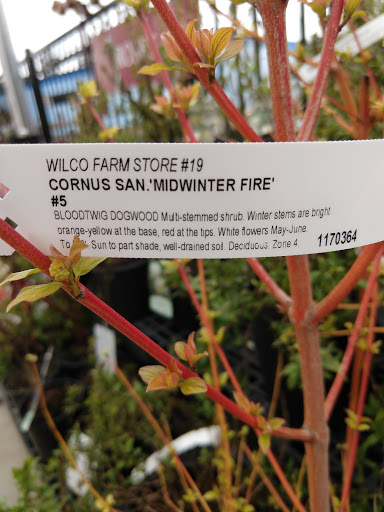 WILCO FARM STORE #19
CORNUS SAN.'MIDWINTER FIRE'
#5
BLOODTWIG DOGWOOD Multi-stemmed shrub. Winter stems are bright
orange-yellow at the base, red at the tips. White flowers May-June.
To Sun to part shade, well-drained soil. Deciduous. Zone 4
1170364